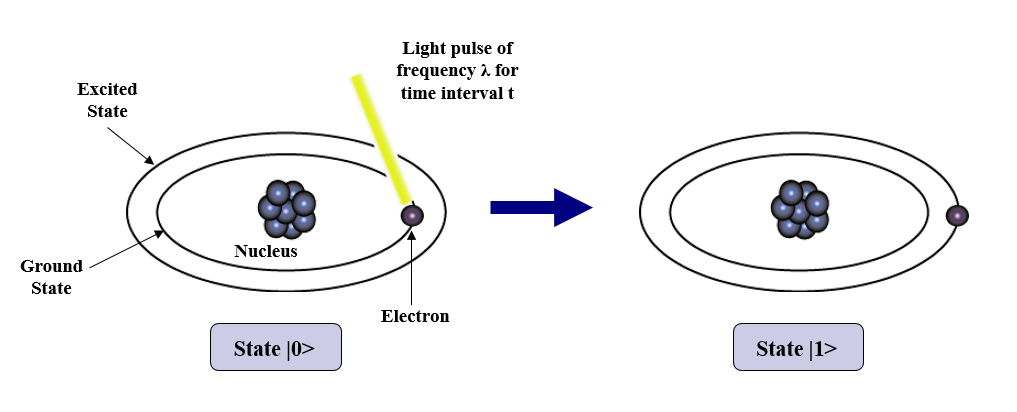 Light pulse of
frequency λ for
time interval t
Excited
State
Nucleus
Ground
State
Electron
State |0>
State |1>